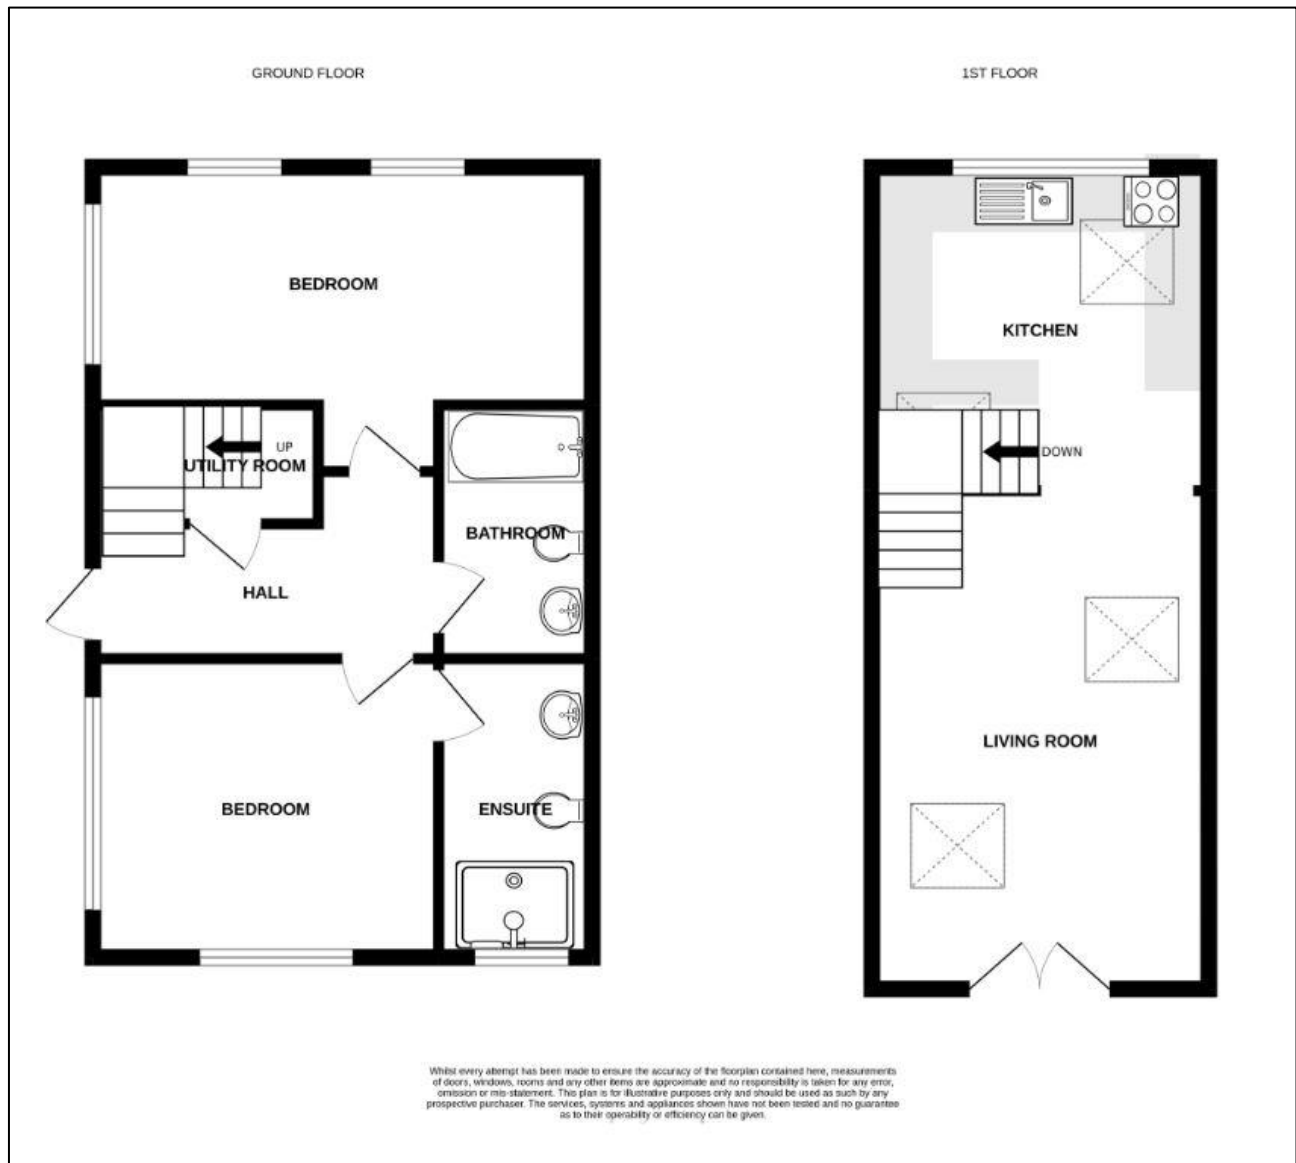 GROUND FLOOR
1ST FLOOR
BEDROOM
KITCHEN
UP
DOWN
UTILITY ROOM
BATHROOM
HALL
LIVING ROOM
BEDROOM
ENSUITE
Whilst every attempt has been made to ensure the accuracy of the floorplan contained here, measurements
of doors, windows, rooms and any other items are approximate and no responsibility is taken for any error,
omission or mis-statement. This plan is for illustrative purposes only and should be used as such by any
prospective purchaser. The services, systems and appliances shown have not been tested and no guarantee
as to their operability or efficiency can be given.